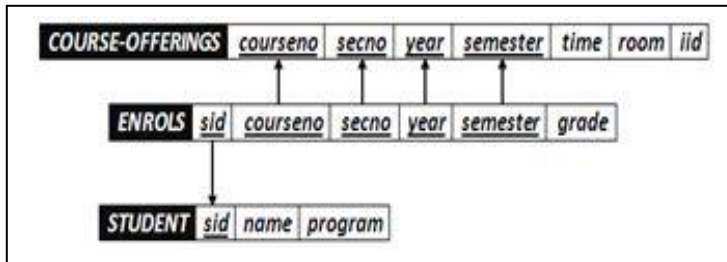 COURSE-OFFERINGS courseno secno year semester time room iid
ENROLS sid courseno secno year semester grade
STUDENT sid name program